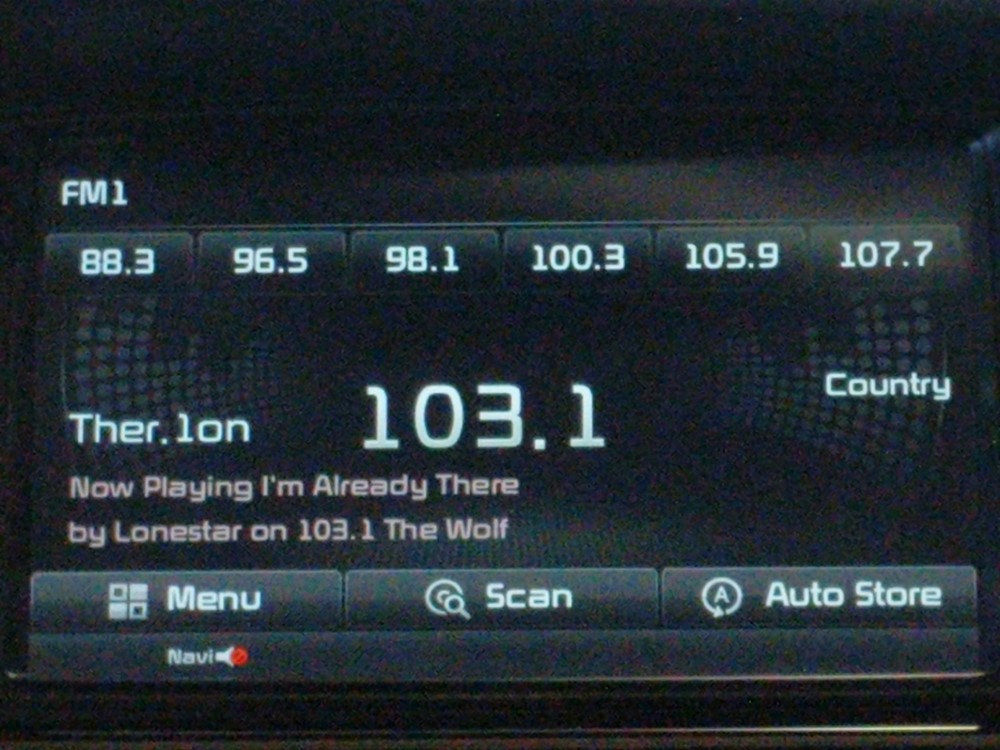 FM1
88.3 96.5 98.1 100.3 105.9 107.7
Country
Ther.1on 103.1
Now Playing I'm Already There
by Lonestar on 103.1 The Wolf
Menu Scan Auto Store
Navi